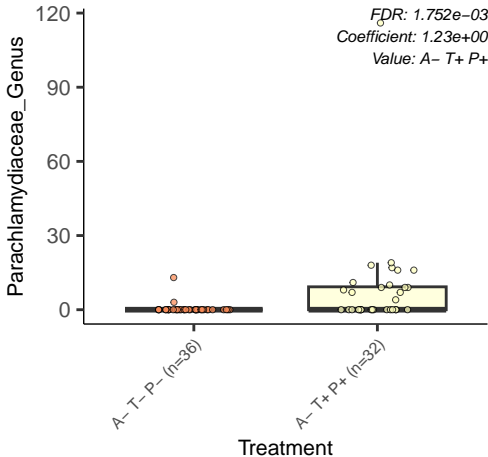 FDR: 1.752e−03
Coefficient: 1.23e+00
Value: A− T+ P+
120
90
60
30
0
Parachlamydiaceae_Genus
A− T− P− (n=36)
A− T+ P+ (n=32)
Treatment